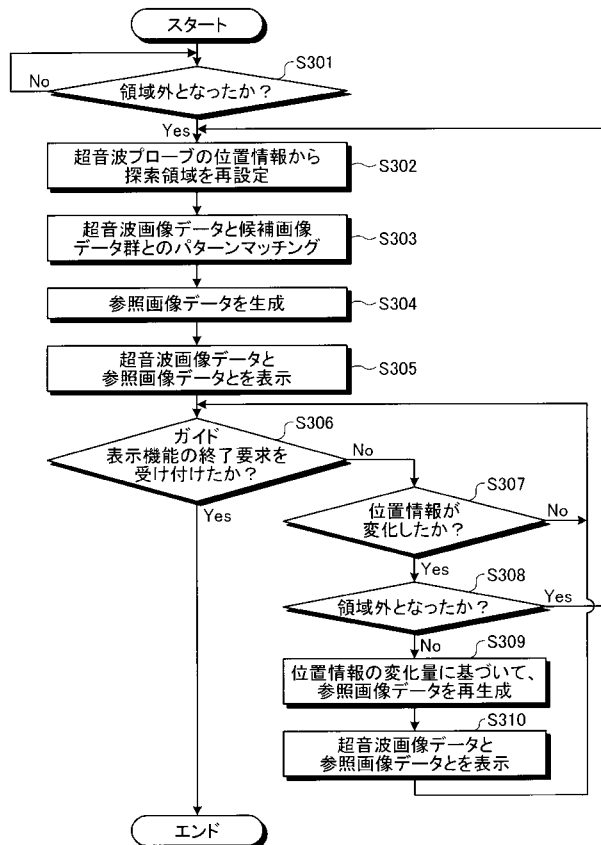 スタート
S301
No
領域外となったか？
Yes
超音波プローブの位置情報から
探索領域を再設定
S302
超音波画像データと候補画像
データ群とのパターンマッチング
S303
参照画像データを生成
S304
超音波画像データと
参照画像データとを表示
S305
S306
ガイド
表示機能の終了要求を
受け付けたか？
No
Yes
S307
位置情報が
変化したか？
No
Yes
S308
領域外となったか？
Yes
No
S309
位置情報の変化量に基づいて、
参照画像データを再生成
S310
超音波画像データと
参照画像データとを表示
エンド